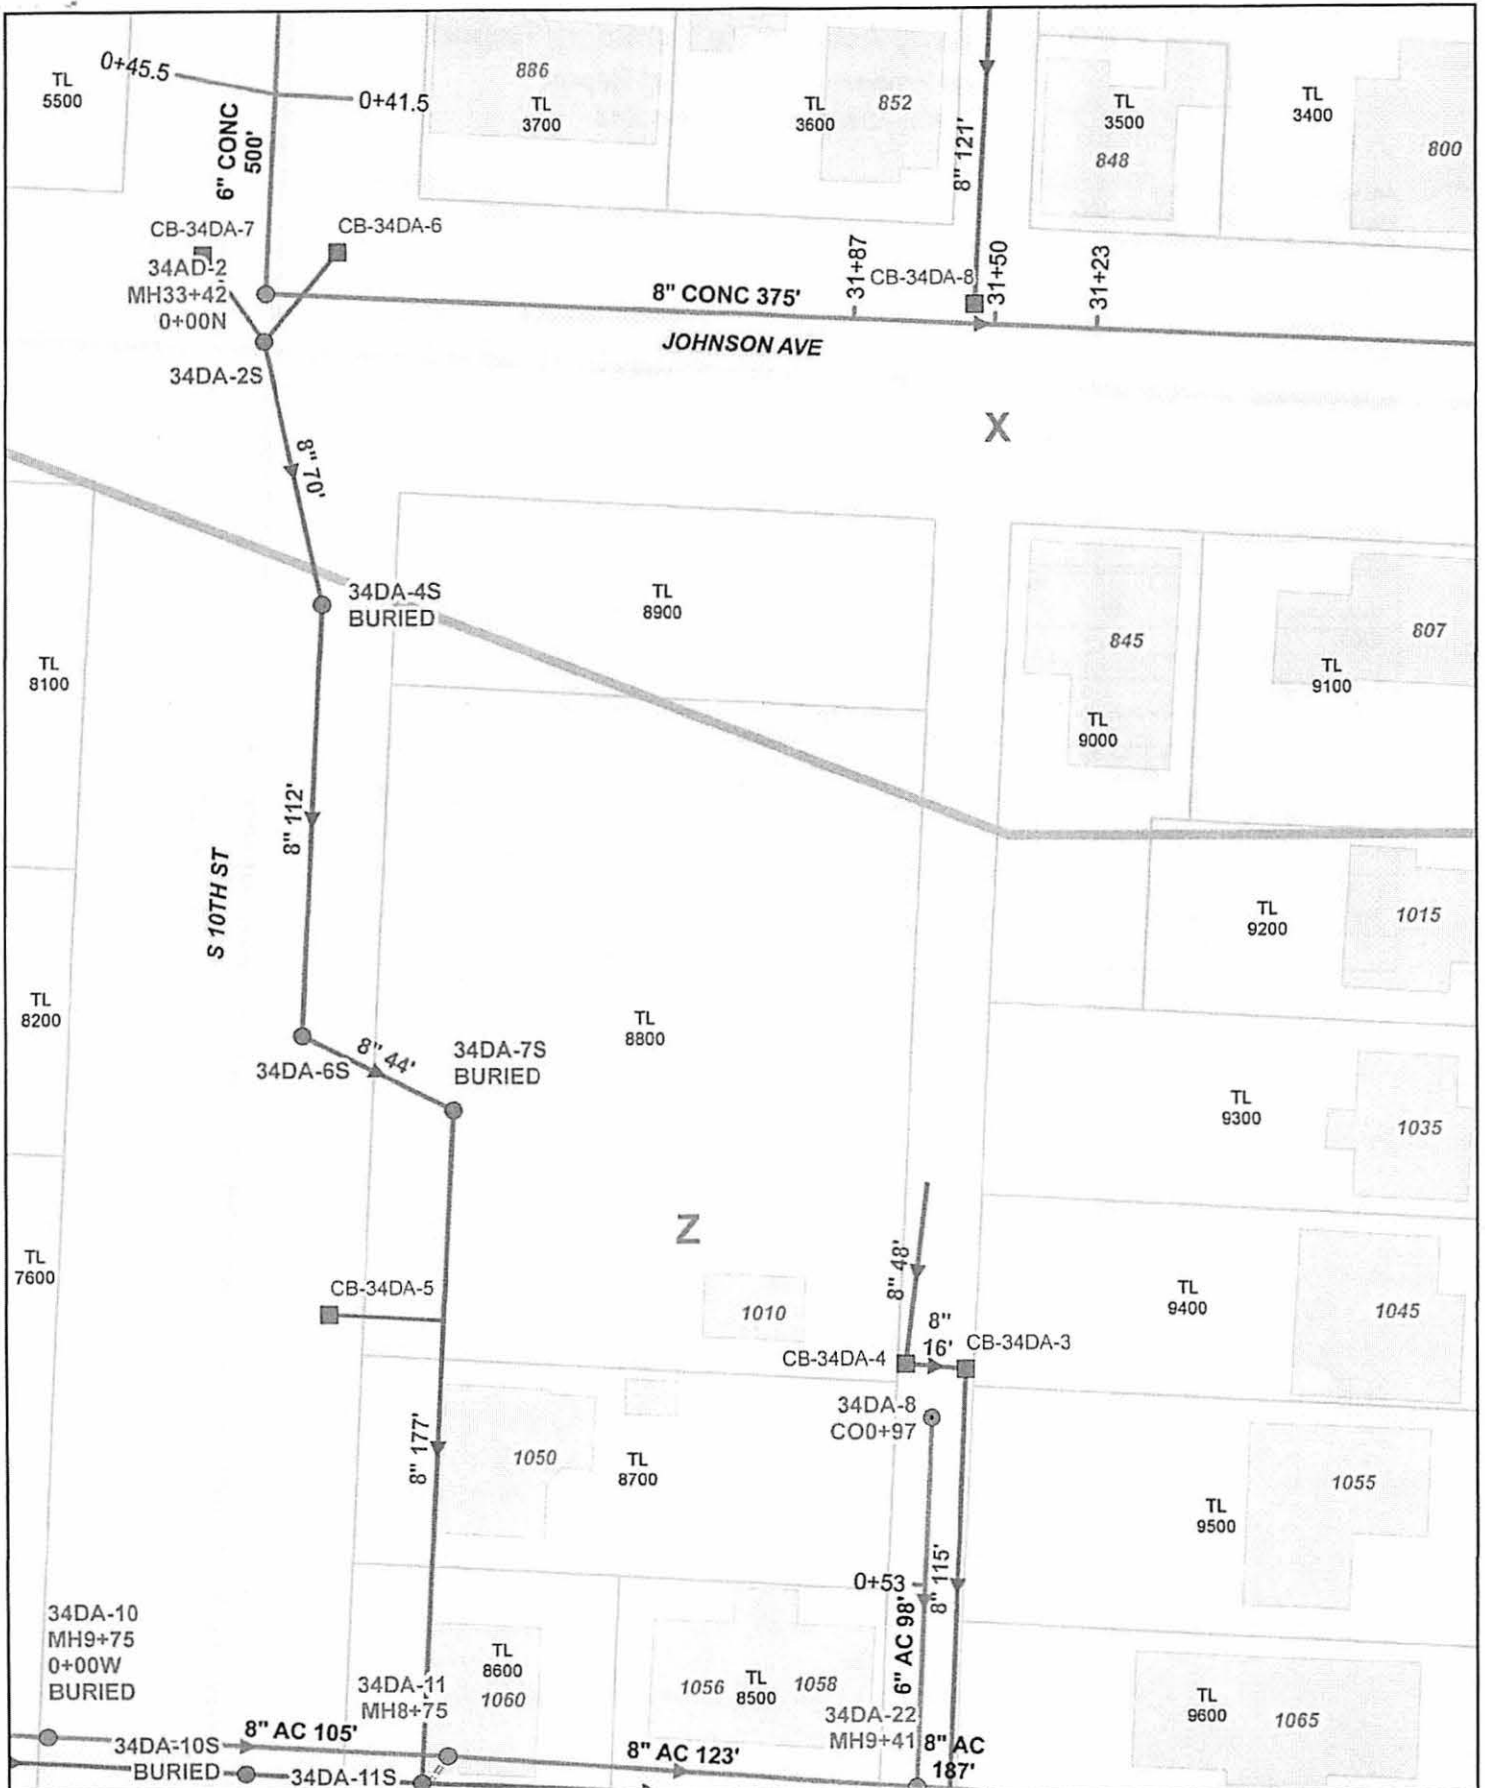 0+45.5
TL
5500
6" CONC
500'
0+41.5
886
TL
3700
TL
3600
852
8" 121'
TL
3500
848
TL
3400
800
CB-34DA-7
CB-34DA-6
34AD-2
MH33+42
0+00N
8" CONC 375'
31+87
CB-34DA-8
31+50
31+23
JOHNSON AVE
34DA-2S
X
8" 70'
34DA-4S
BURIED
TL
8900
845
TL
9000
807
TL
9100
TL
8100
8" 112'
S 10TH ST
TL
9200
1015
TL
8200
TL
8800
34DA-6S
8" 44'
34DA-7S
BURIED
TL
9300
1035
Z
TL
7600
CB-34DA-5
1010
8" 48'
8"
16'
CB-34DA-4
CB-34DA-3
TL
9400
1045
34DA-8
CO0+97
8" 177'
1050
TL
8700
1055
TL
9500
0+53
8" 115'
6" AC 98'
34DA-10
MH9+75
0+00W
BURIED
34DA-11
MH8+75
TL
8600
1060
1056
TL
8500
1058
34DA-22
MH9+41
TL
9600
1065
34DA-10S
BURIED
8" AC 105'
34DA-11S
8" AC 123'
8" AC
187'